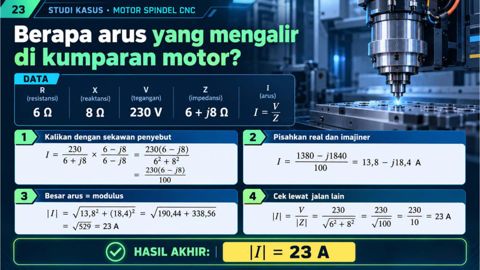 23 STUDI KASUS • MOTOR SPINDEL CNC
Berapa arus yang mengalir
di kumparan motor?
DATA
R X V Z I
(resistansi) (reaktansi) (tegangan) (impedansi) (arus)
6 Ω 8 Ω 230 V 6 + j8 Ω I = V/Z
1 Kalikan dengan sekawan penyebut
I = 230/(6 + j8) × (6 − j8)/(6 − j8) = 230(6 − j8)/(6² + 8²)
= 230(6 − j8)/100
2 Pisahkan real dan imajiner
I = (1380 − j1840)/100 = 13,8 − j18,4 A
3 Besar arus = modulus
|I| = √(13,8² + (18,4)²) = √(190,44 + 338,56)
= √529 = 23 A
4 Cek lewat jalan lain
|I| = V/|Z| = 230/√(6² + 8²) = 230/√100 = 230/10 = 23 A
HASIL AKHIR: |I| = 23 A